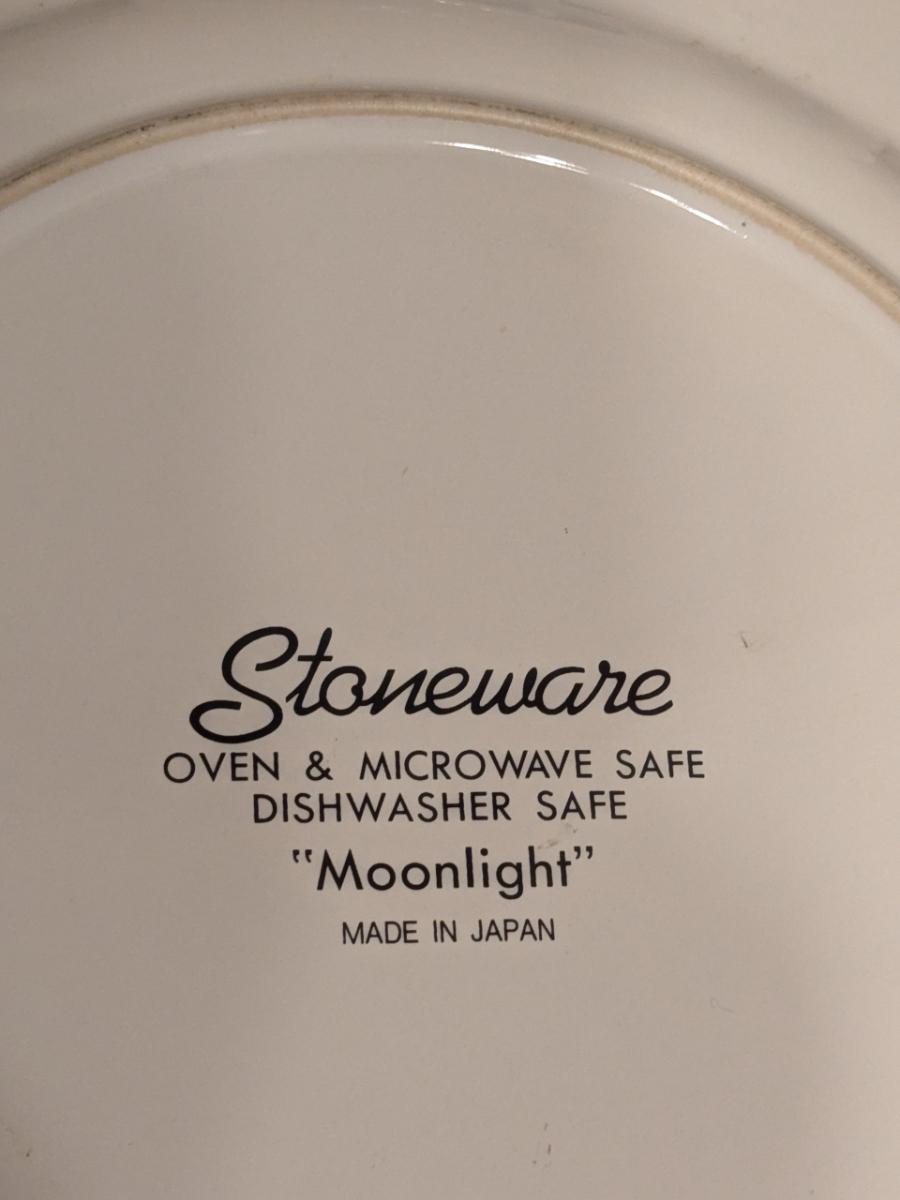 Stoneware
OVEN & MICROWAVE SAFE
DISHWASHER SAFE
"Moonlight"
MADE IN JAPAN